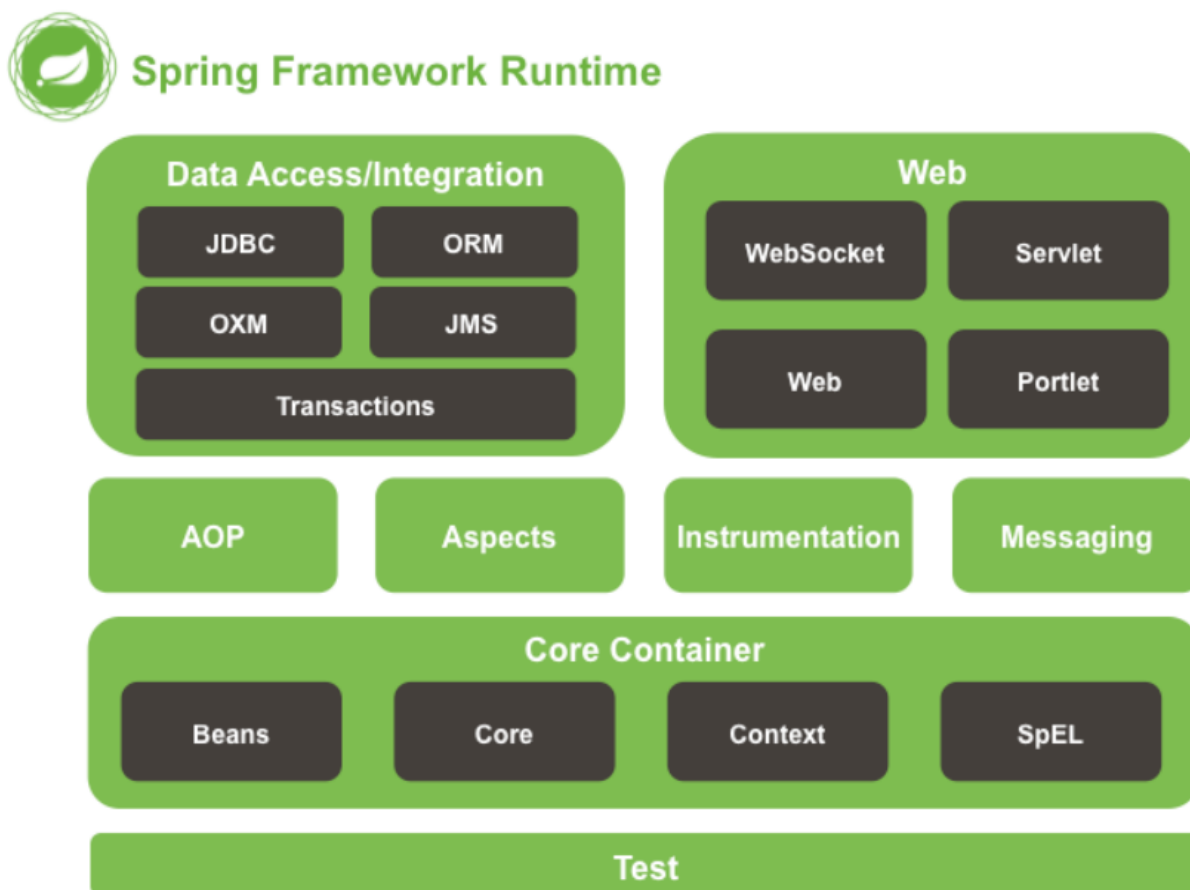 Spring Framework Runtime
Data Access/Integration
JDBC ORM
OXM JMS
Transactions
Web
WebSocket Servlet
Web Portlet
AOP Aspects Instrumentation Messaging
Core Container
Beans Core Context SpEL
Test